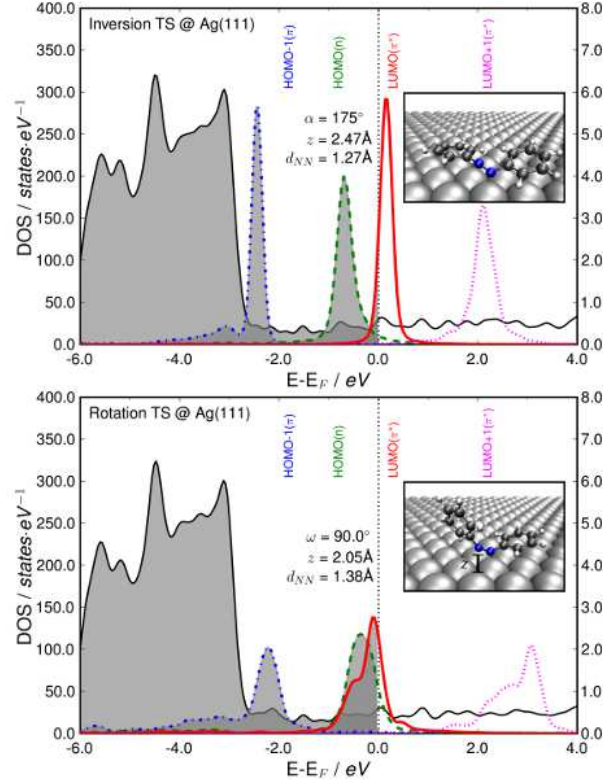 Inversion TS @ Ag(111)
HOMO-1(π)
HOMO(n)
LUMO(π*)
LUMO+1(π*)
α = 175°
z = 2.47Å
d_NN = 1.27Å
DOS / states·eV⁻¹
400.0
350.0
300.0
250.0
200.0
150.0
100.0
50.0
0.0
8.0
7.0
6.0
5.0
4.0
3.0
2.0
1.0
0.0
-6.0 -4.0 -2.0 0.0 2.0 4.0
E-E_F / eV
Rotation TS @ Ag(111)
HOMO-1(π)
HOMO(n)
LUMO(π*)
LUMO+1(π*)
ω = 90.0°
z = 2.05Å
d_NN = 1.38Å
z
DOS / states·eV⁻¹
400.0
350.0
300.0
250.0
200.0
150.0
100.0
50.0
0.0
8.0
7.0
6.0
5.0
4.0
3.0
2.0
1.0
0.0
-6.0 -4.0 -2.0 0.0 2.0 4.0
E-E_F / eV